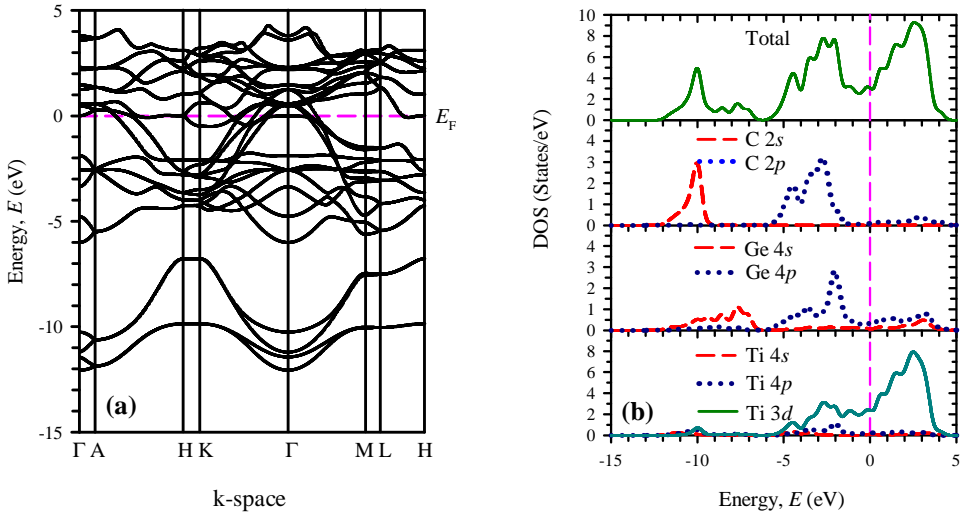 5
0
-5
-10
-15
Energy, E (eV)
E_F
(a)
Γ A H K Γ M L H
k-space
10
8
6
4
2
0
Total
4
3
2
1
0
C 2s
C 2p
4
3
2
1
0
Ge 4s
Ge 4p
8
6
4
2
0
Ti 4s
Ti 4p
Ti 3d
(b)
DOS (States/eV)
-15 -10 -5 0 5
Energy, E (eV)